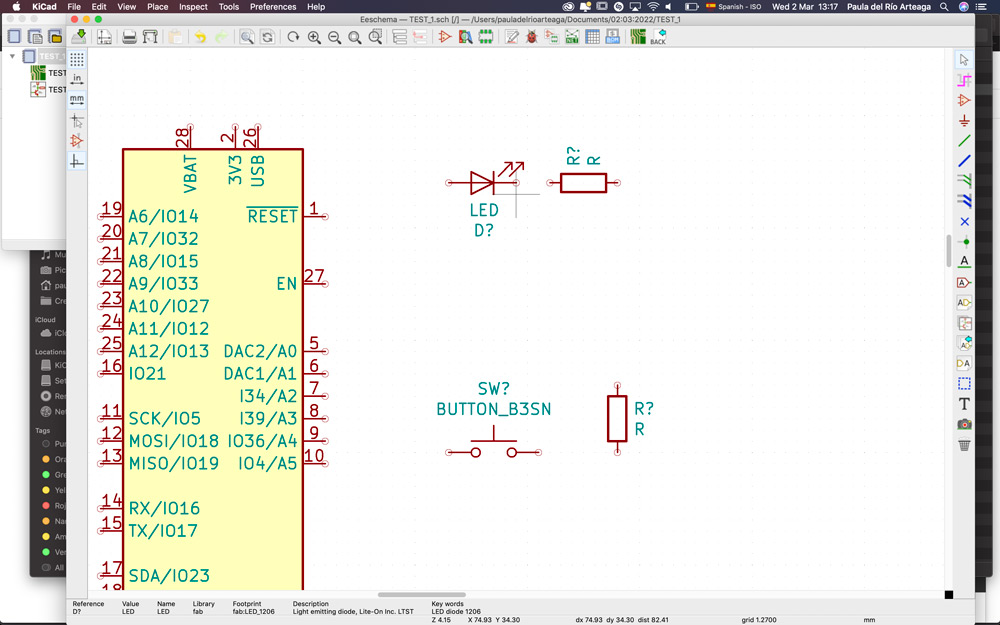 KiCad File Edit View Place Inspect Tools Preferences Help Spanish - ISO Wed 2 Mar 13:17 Paula del Río Arteaga
Eeschema — TEST_1.sch [/] — /Users/pauladelrioarteaga/Documents/02:03:2022/TEST_1
BACK
TEST
TEST
in
mm
28
2
26
VBAT
3V3
USB
R?
R
LED
D?
19 A6/IO14 RESET 1
20 A7/IO32
21 A8/IO15
22 A9/IO33 EN 27
23 A10/IO27
24 A11/IO12
25 A12/IO13 DAC2/A0 5
16 IO21 DAC1/A1 6
I34/A2 7
11 SCK/IO5 I39/A3 8
12 MOSI/IO18 IO36/A4 9
13 MISO/IO19 IO4/A5 10
14 RX/IO16
15 TX/IO17
17 SDA/IO23
SW?
BUTTON_B3SN
R?
R
A
T
Mu
Pic
pau
Cre
iCloud
iClo
Locations
KiC
Set
Re
Net
Tags
Pur
Ora
Gre
Yel
Roj
Nar
Am
Ver
All
Reference Value Name Library Footprint Description Key words
D? LED LED fab fab:LED_1206 Light emitting diode, Lite-On Inc. LTST LED diode 1206
Z 4.15 X 74.93 Y 34.30 dx 74.93 dy 34.30 dist 82.41 grid 1.2700 mm